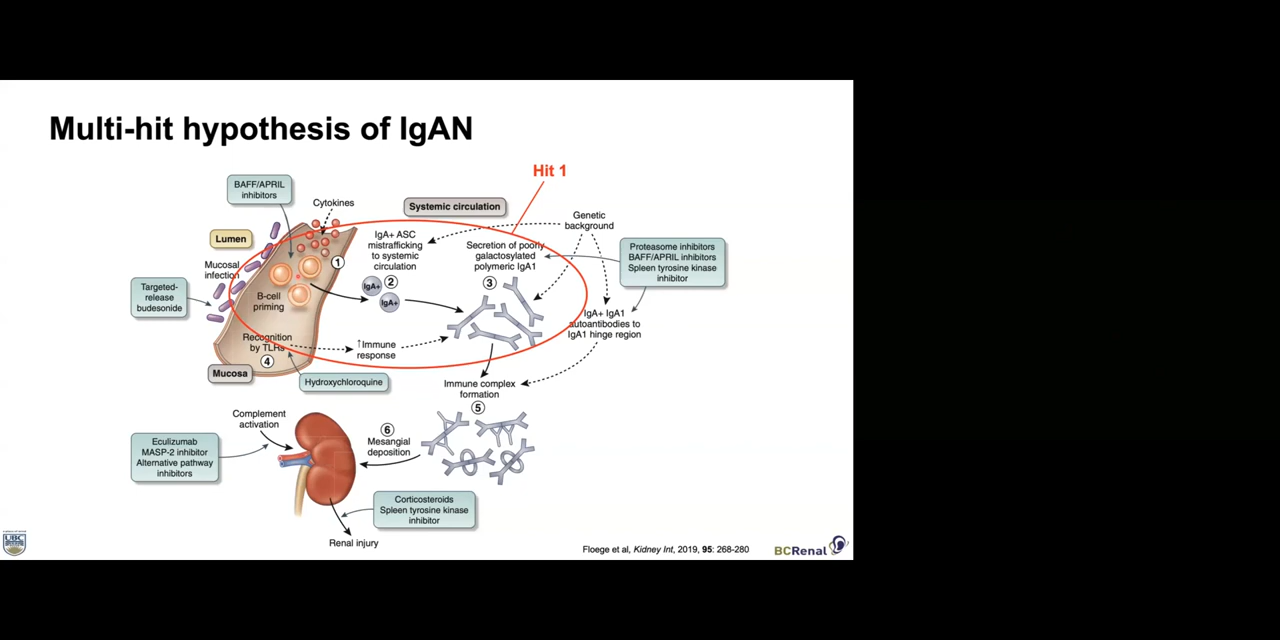 Multi-hit hypothesis of IgAN
Hit 1
BAFF/APRIL
inhibitors
Cytokines
Systemic circulation
Genetic
background
Lumen
IgA+ ASC
mistrafficking
to systemic
circulation
Secretion of poorly
galactosylated
polymeric IgA1
Proteasome inhibitors
BAFF/APRIL inhibitors
Spleen tyrosine kinase
inhibitor
Mucosal
infection
1
2
3
IgA+
IgA+
Targeted-
release
budesonide
B-cell
priming
IgA+ IgA1
autoantibodies to
IgA1 hinge region
Recognition
by TLRs
4
↑Immune
response
Mucosa
Hydroxychloroquine
Immune complex
formation
5
Complement
activation
6
Mesangial
deposition
Eculizumab
MASP-2 inhibitor
Alternative pathway
inhibitors
Corticosteroids
Spleen tyrosine kinase
inhibitor
Renal injury
UBC
Floege et al, Kidney Int, 2019, 95: 268-280
BCRenal